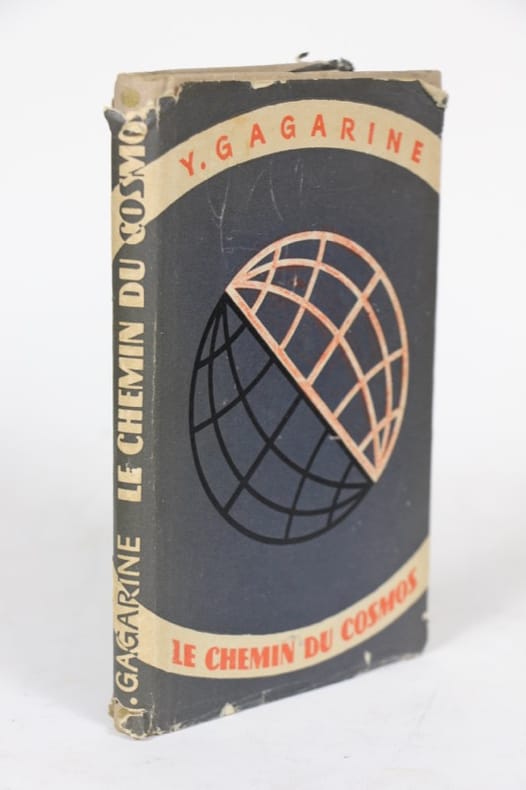 Y. GAGARINE
LE CHEMIN DU COSMOS
Y. GAGARINE LE CHEMIN DU COSMOS